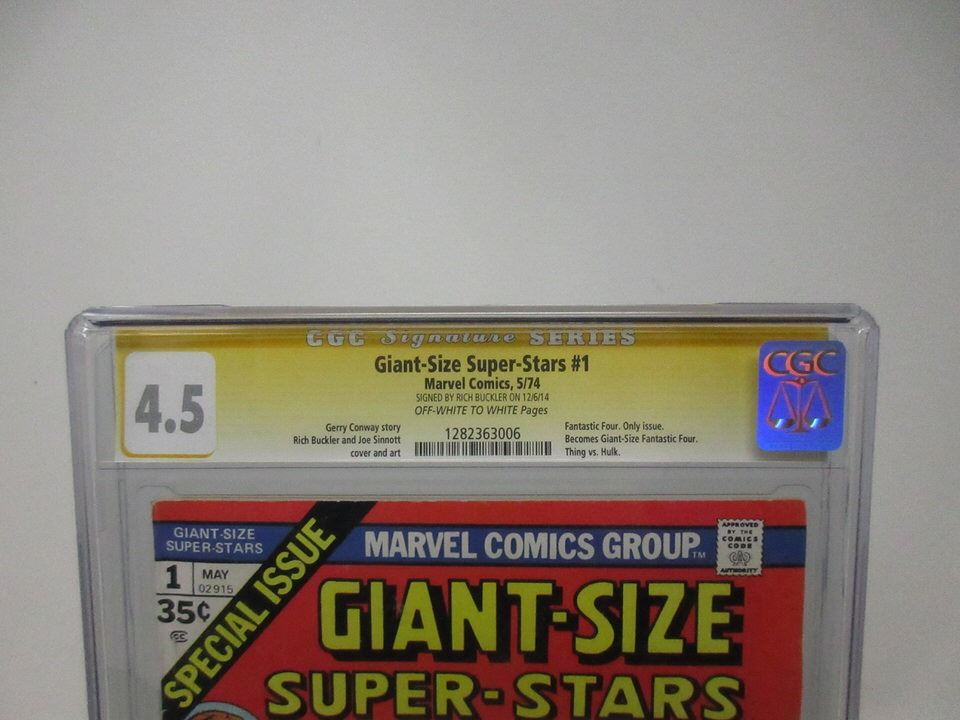 CGC Signature SERIES
Giant-Size Super-Stars #1
Marvel Comics, 5/74
SIGNED BY RICH BUCKLER ON 12/6/14
OFF-WHITE TO WHITE Pages
4.5
Gerry Conway story
Rich Buckler and Joe Sinnott
cover and art
1282363006
Fantastic Four. Only issue.
Becomes Giant-Size Fantastic Four.
Thing vs. Hulk.
CGC
GIANT-SIZE
SUPER-STARS
1
MAY
02915
35¢
CC
SPECIAL ISSUE
MARVEL COMICS GROUP TM
APPROVED
BY THE
COMICS
CODE
CA
AUTHORITY
GIANT-SIZE
SUPER-STARS